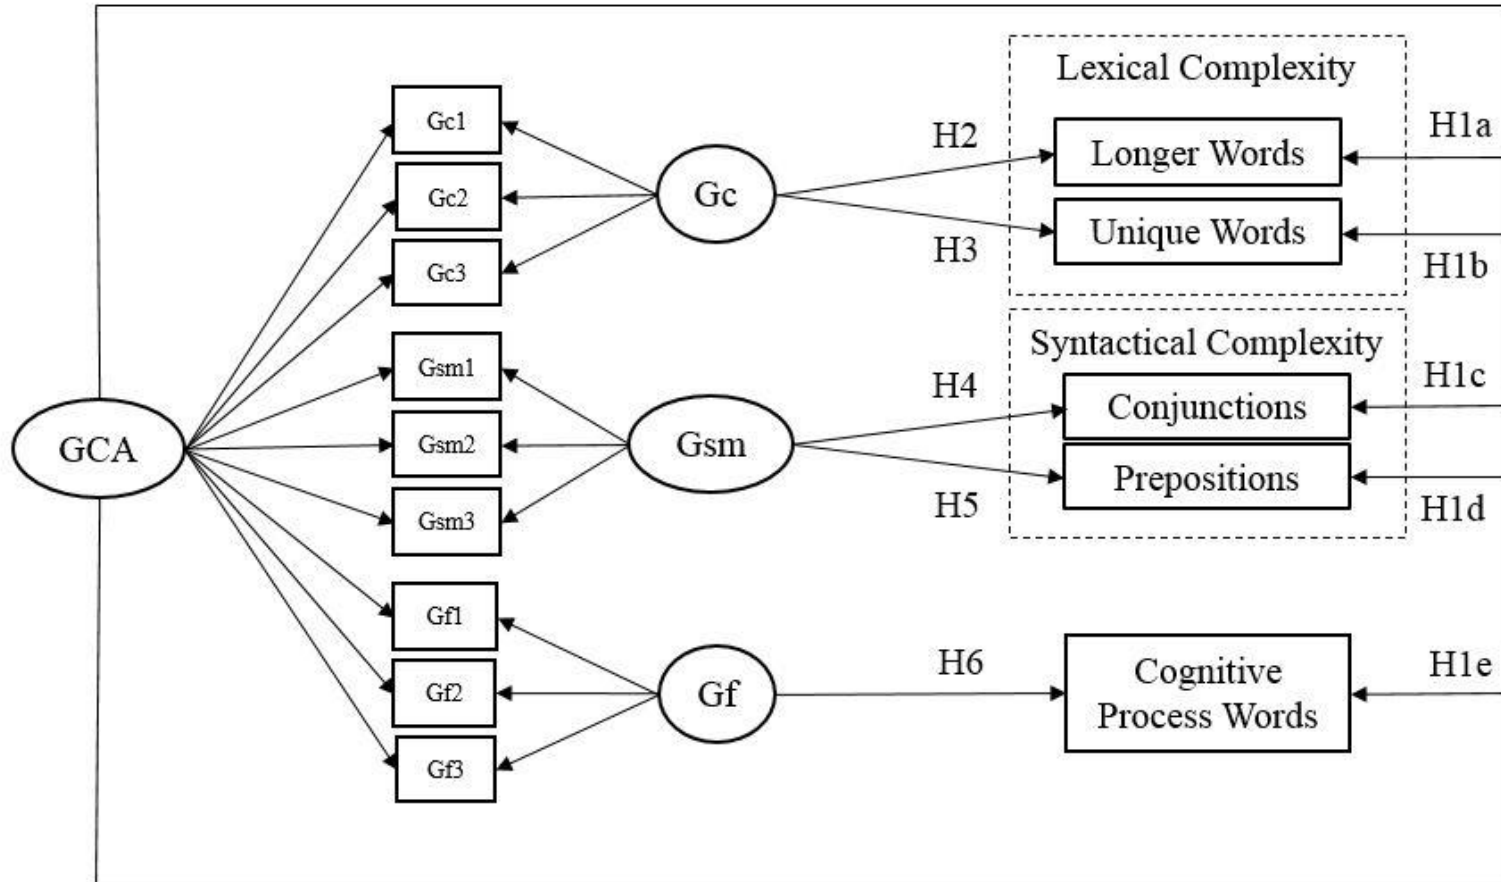 Lexical Complexity
Gc1
H2
H1a
Longer Words
Gc2
Gc
Unique Words
H3
H1b
Gc3
Syntactical Complexity
Gsm1
H4
H1c
Conjunctions
GCA
Gsm2
Gsm
Prepositions
H5
H1d
Gsm3
Gf1
H6
H1e
Cognitive
Process Words
Gf2
Gf
Gf3